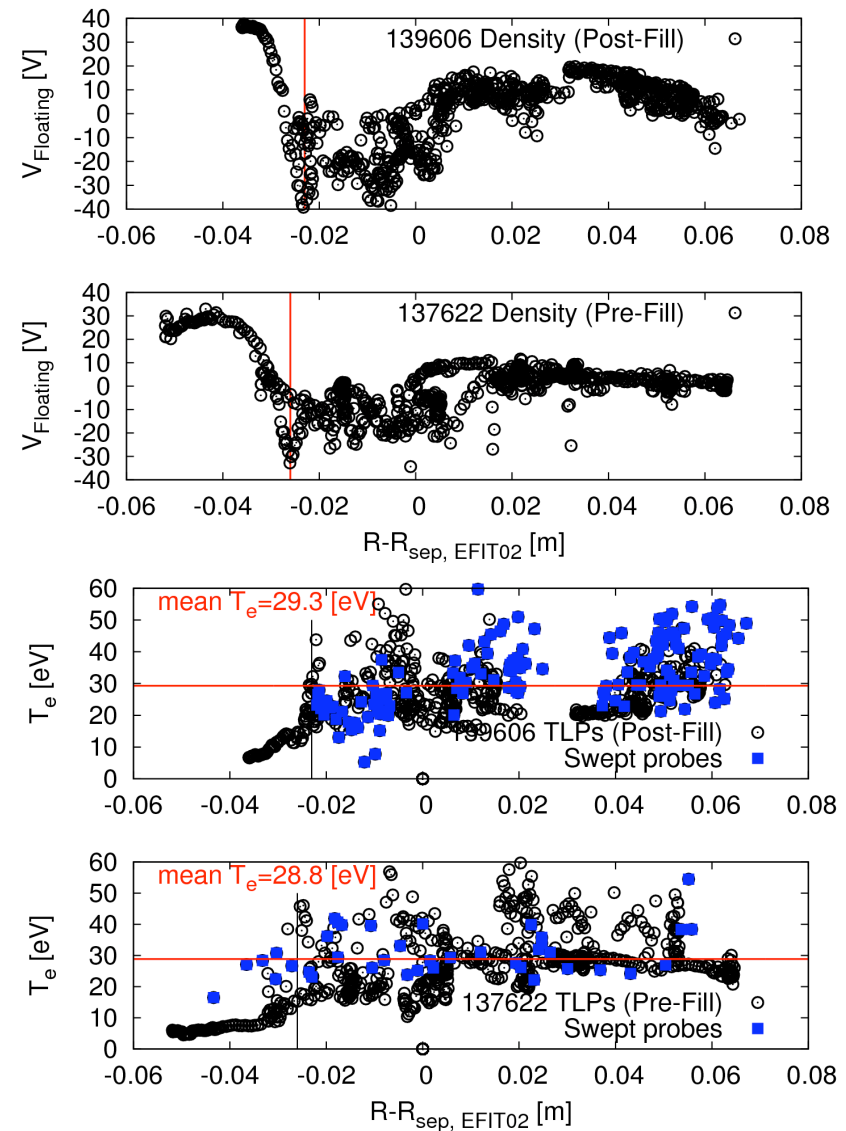 139606 Density (Post-Fill)
V_Floating [V]
40
30
20
10
0
-10
-20
-30
-40
-0.06 -0.04 -0.02 0 0.02 0.04 0.06 0.08
137622 Density (Pre-Fill)
V_Floating [V]
40
30
20
10
0
-10
-20
-30
-40
-0.06 -0.04 -0.02 0 0.02 0.04 0.06 0.08
R-R_sep, EFIT02 [m]
mean T_e=29.3 [eV]
T_e [eV]
60
50
40
30
20
10
0
139606 TLPs (Post-Fill)
Swept probes
-0.06 -0.04 -0.02 0 0.02 0.04 0.06 0.08
mean T_e=28.8 [eV]
T_e [eV]
60
50
40
30
20
10
0
137622 TLPs (Pre-Fill)
Swept probes
-0.06 -0.04 -0.02 0 0.02 0.04 0.06 0.08
R-R_sep, EFIT02 [m]